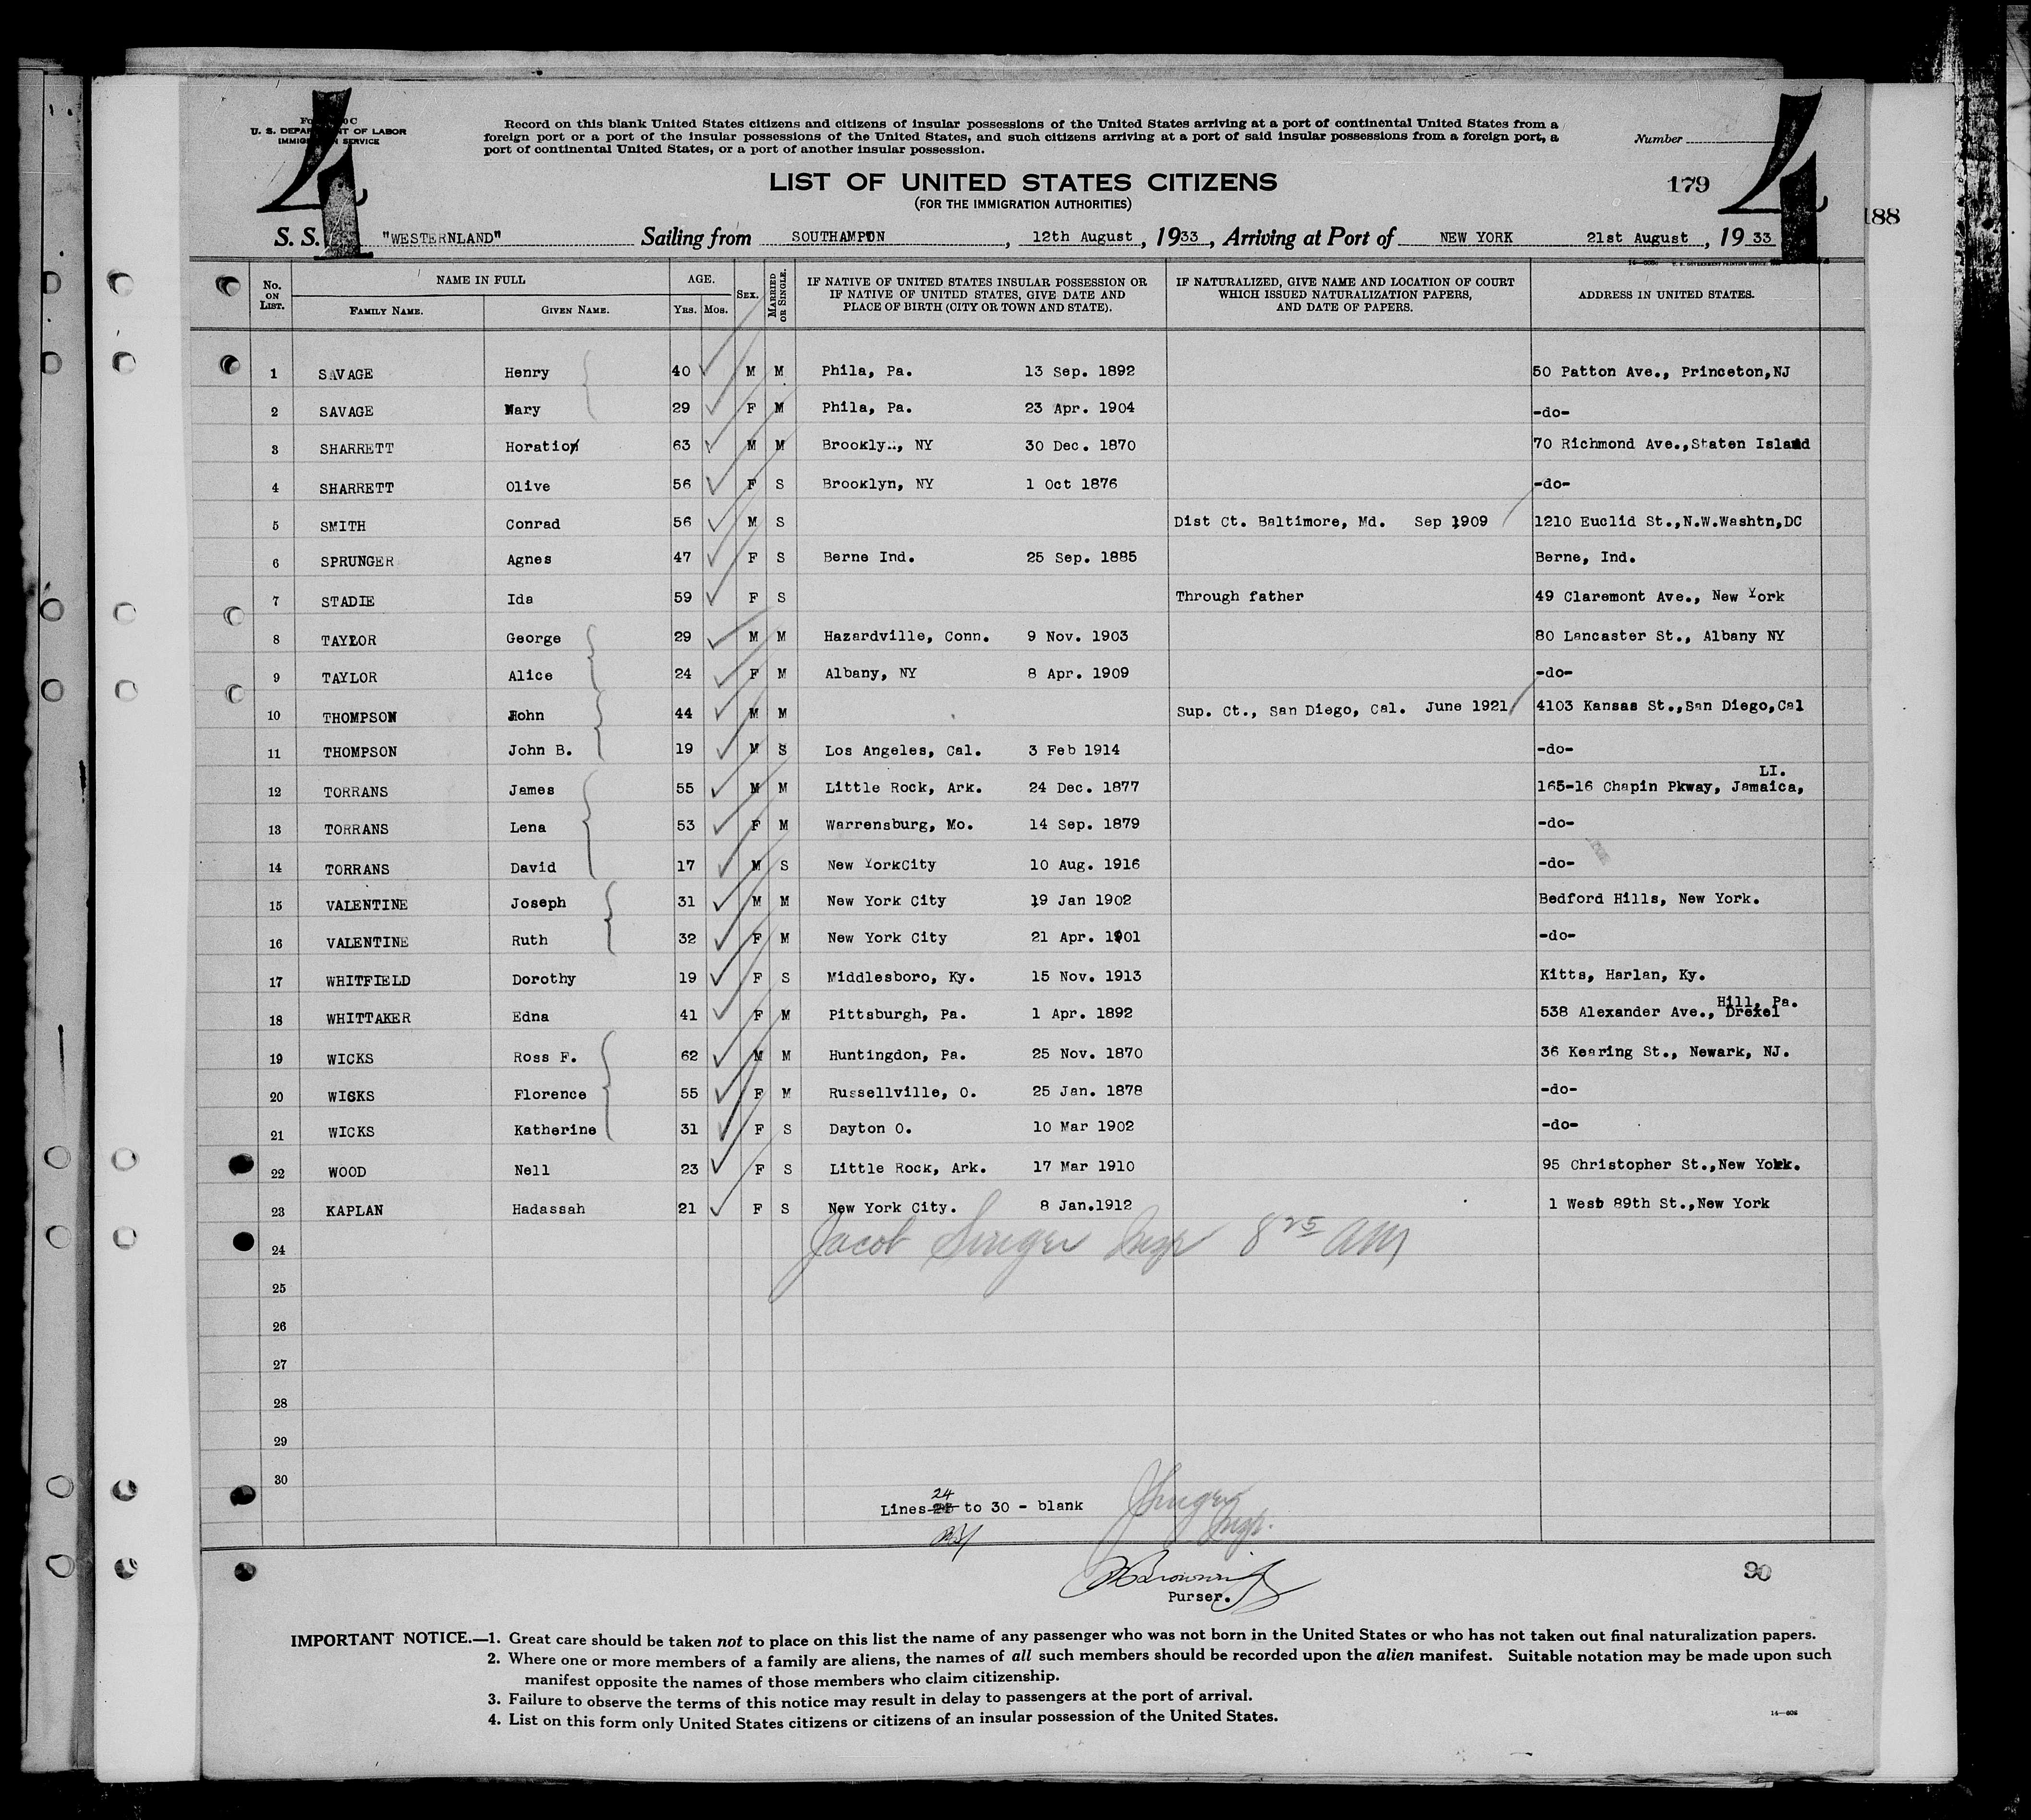 4
Form 630 C
U. S. DEPARTMENT OF LABOR
IMMIGRATION SERVICE
Record on this blank United States citizens and citizens of insular possessions of the United States arriving at a port of continental United States from a
foreign port or a port of the insular possessions of the United States, and such citizens arriving at a port of said insular possessions from a foreign port, a
port of continental United States, or a port of another insular possession.
Number
4
LIST OF UNITED STATES CITIZENS
(FOR THE IMMIGRATION AUTHORITIES)
179
188
S. S. "WESTERNLAND" Sailing from SOUTHAMPTON, 12th August, 1933, Arriving at Port of NEW YORK 21st August, 1933
No. ON LIST. NAME IN FULL FAMILY NAME. GIVEN NAME. AGE. YRS. MOS. SEX. MARRIED OR SINGLE. IF NATIVE OF UNITED STATES INSULAR POSSESSION OR IF NATIVE OF UNITED STATES, GIVE DATE AND PLACE OF BIRTH (CITY OR TOWN AND STATE). IF NATURALIZED, GIVE NAME AND LOCATION OF COURT WHICH ISSUED NATURALIZATION PAPERS, AND DATE OF PAPERS. ADDRESS IN UNITED STATES.
1 SAVAGE Henry 40 M M Phila, Pa. 13 Sep. 1892 50 Patton Ave., Princeton,NJ
2 SAVAGE Mary 29 F M Phila, Pa. 23 Apr. 1904 -do-
3 SHARRETT Horatio 63 M M Brooklyn, NY 30 Dec. 1870 70 Richmond Ave.,Staten Island
4 SHARRETT Olive 56 F S Brooklyn, NY 1 Oct 1876 -do-
5 SMITH Conrad 56 M S Dist Ct. Baltimore, Md. Sep 1909 1210 Euclid St.,N.W.Washtn,DC
6 SPRUNGER Agnes 47 F S Berne Ind. 25 Sep. 1885 Berne, Ind.
7 STADIE Ida 59 F S Through father 49 Claremont Ave., New York
8 TAYLOR George 29 M M Hazardville, Conn. 9 Nov. 1903 80 Lancaster St., Albany NY
9 TAYLOR Alice 24 F M Albany, NY 8 Apr. 1909 -do-
10 THOMPSON John 44 M M Sup. Ct., San Diego, Cal. June 1921 4103 Kansas St.,San Diego,Cal
11 THOMPSON John B. 19 M S Los Angeles, Cal. 3 Feb 1914 -do-
12 TORRANS James 55 M M Little Rock, Ark. 24 Dec. 1877 165-16 Chapin Pkway, Jamaica, LI.
13 TORRANS Lena 53 F M Warrensburg, Mo. 14 Sep. 1879 -do-
14 TORRANS David 17 M S New YorkCity 10 Aug. 1916 -do-
15 VALENTINE Joseph 31 M M New York City 19 Jan 1902 Bedford Hills, New York.
16 VALENTINE Ruth 32 F M New York City 21 Apr. 1901 -do-
17 WHITFIELD Dorothy 19 F S Middlesboro, Ky. 15 Nov. 1913 Kitts, Harlan, Ky.
18 WHITTAKER Edna 41 F M Pittsburgh, Pa. 1 Apr. 1892 538 Alexander Ave., Drexel Hill, Pa.
19 WICKS Ross F. 62 M M Huntingdon, Pa. 25 Nov. 1870 36 Kearing St., Newark, NJ.
20 WICKS Florence 55 F M Russellville, O. 25 Jan. 1878 -do-
21 WICKS Katherine 31 F S Dayton O. 10 Mar 1902 -do-
22 WOOD Nell 23 F S Little Rock, Ark. 17 Mar 1910 95 Christopher St.,New York.
23 KAPLAN Hadassah 21 F S New York City. 8 Jan.1912 1 West 89th St.,New York
Jacob Singer Insp 8 25 AM
24
25
26
27
28
29
30
Lines 24 to 30 - blank
Singer
Insp.
Purser.
30
IMPORTANT NOTICE.—1. Great care should be taken not to place on this list the name of any passenger who was not born in the United States or who has not taken out final naturalization papers.
2. Where one or more members of a family are aliens, the names of all such members should be recorded upon the alien manifest. Suitable notation may be made upon such
manifest opposite the names of those members who claim citizenship.
3. Failure to observe the terms of this notice may result in delay to passengers at the port of arrival.
4. List on this form only United States citizens or citizens of an insular possession of the United States.